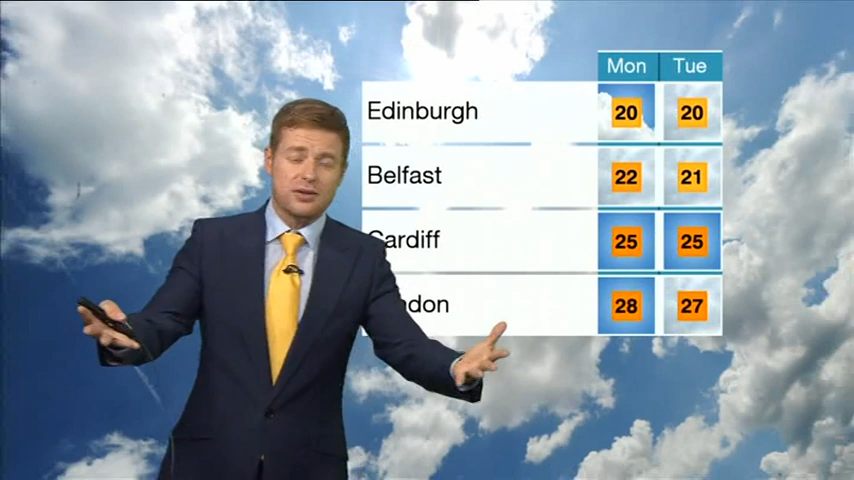 Mon Tue
Edinburgh 20 20
Belfast 22 21
Cardiff 25 25
ndon 28 27